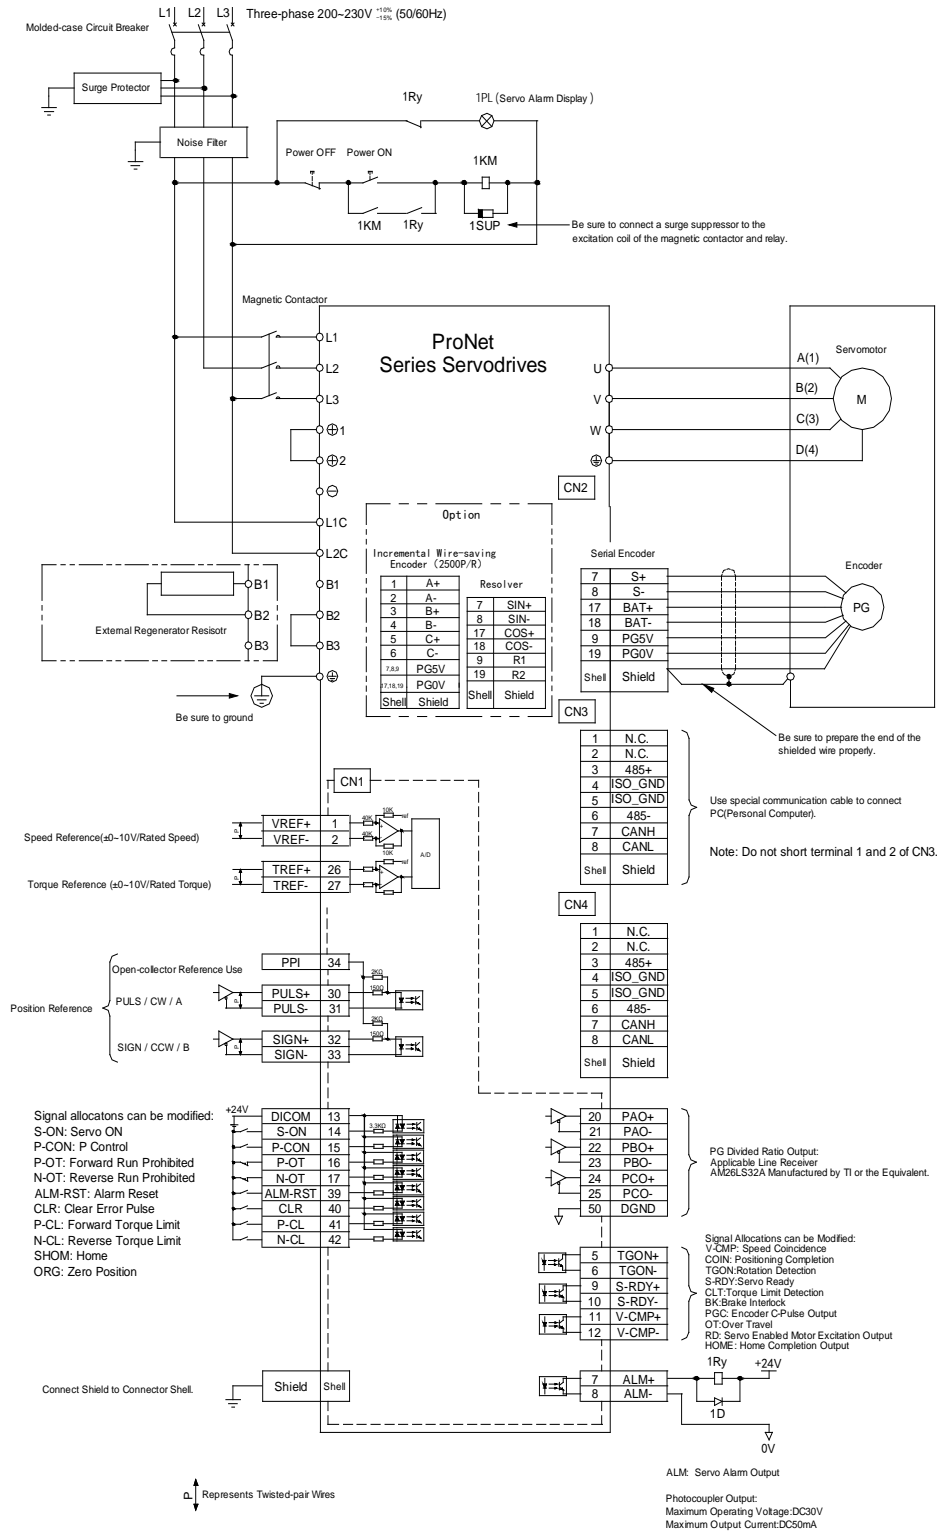 L1 L2 L3 Three-phase 200~230V +10% -15% (50/60Hz)
Molded-case Circuit Breaker
Surge Protector
Noise Filter
1Ry 1PL (Servo Alarm Display )
Power OFF Power ON
1KM
1KM 1Ry 1SUP
Be sure to connect a surge suppressor to the
excitation coil of the magnetic contactor and relay.
Magnetic Contactor
ProNet
Series Servodrives
L1
L2
L3
⊕1
⊕2
⊖
L1C
L2C
B1
B2
B3
U
V
W
A(1)
B(2)
C(3)
D(4)
Servomotor
M
CN2
External Regenerator Resisotr
B1
B2
B3
Be sure to ground
Option
Incremental Wire-saving
Encoder (2500P/R)
1 A+
2 A-
3 B+
4 B-
5 C+
6 C-
7,8,9 PG5V
17,18,19 PG0V
Shell Shield
Resolver
7 SIN+
8 SIN-
17 COS+
18 COS-
9 R1
19 R2
Shell Shield
Serial Encoder
7 S+
8 S-
17 BAT+
18 BAT-
9 PG5V
19 PG0V
Shell Shield
Encoder
PG
Be sure to prepare the end of the
shielded wire properly.
CN3
1 N.C.
2 N.C.
3 485+
4 ISO_GND
5 ISO_GND
6 485-
7 CANH
8 CANL
Shell Shield
Use special communication cable to connect
PC(Personal Computer).
Note: Do not short terminal 1 and 2 of CN3.
CN4
1 N.C.
2 N.C.
3 485+
4 ISO_GND
5 ISO_GND
6 485-
7 CANH
8 CANL
Shell Shield
CN1
Speed Reference(±0~10V/Rated Speed)
P
VREF+ 1
VREF- 2
40K
40K
10K
10K
ref
A/D
Torque Reference (±0~10V/Rated Torque)
P
TREF+ 26
TREF- 27
ref
Position Reference
Open-collector Reference Use
PULS / CW / A
SIGN / CCW / B
PPI 34
P
PULS+ 30
PULS- 31
P
SIGN+ 32
SIGN- 33
2KΩ
150Ω
2KΩ
150Ω
Signal allocatons can be modified:
S-ON: Servo ON
P-CON: P Control
P-OT: Forward Run Prohibited
N-OT: Reverse Run Prohibited
ALM-RST: Alarm Reset
CLR: Clear Error Pulse
P-CL: Forward Torque Limit
N-CL: Reverse Torque Limit
SHOM: Home
ORG: Zero Position
+24V
DICOM 13
S-ON 14
P-CON 15
P-OT 16
N-OT 17
ALM-RST 39
CLR 40
P-CL 41
N-CL 42
3.3KΩ
20 PAO+
21 PAO-
22 PBO+
23 PBO-
24 PCO+
25 PCO-
50 DGND
PG Divided Ratio Output:
Applicable Line Receiver
AM26LS32A Manufactured by TI or the Equivalent.
5 TGON+
6 TGON-
9 S-RDY+
10 S-RDY-
11 V-CMP+
12 V-CMP-
Signal Allocations can be Modified:
V-CMP: Speed Coincidence
COIN: Positioning Completion
TGON:Rotation Detection
S-RDY:Servo Ready
CLT:Torque Limit Detection
BK:Brake Interlock
PGC: Encoder C-Pulse Output
OT:Over Travel
RD: Servo Enabled Motor Excitation Output
HOME: Home Completion Output
7 ALM+
8 ALM-
1Ry +24V
1D
0V
Connect Shield to Connector Shell.
Shield Shell
P Represents Twisted-pair Wires
ALM: Servo Alarm Output
Photocoupler Output:
Maximum Operating Voltage:DC30V
Maximum Output Current:DC50mA